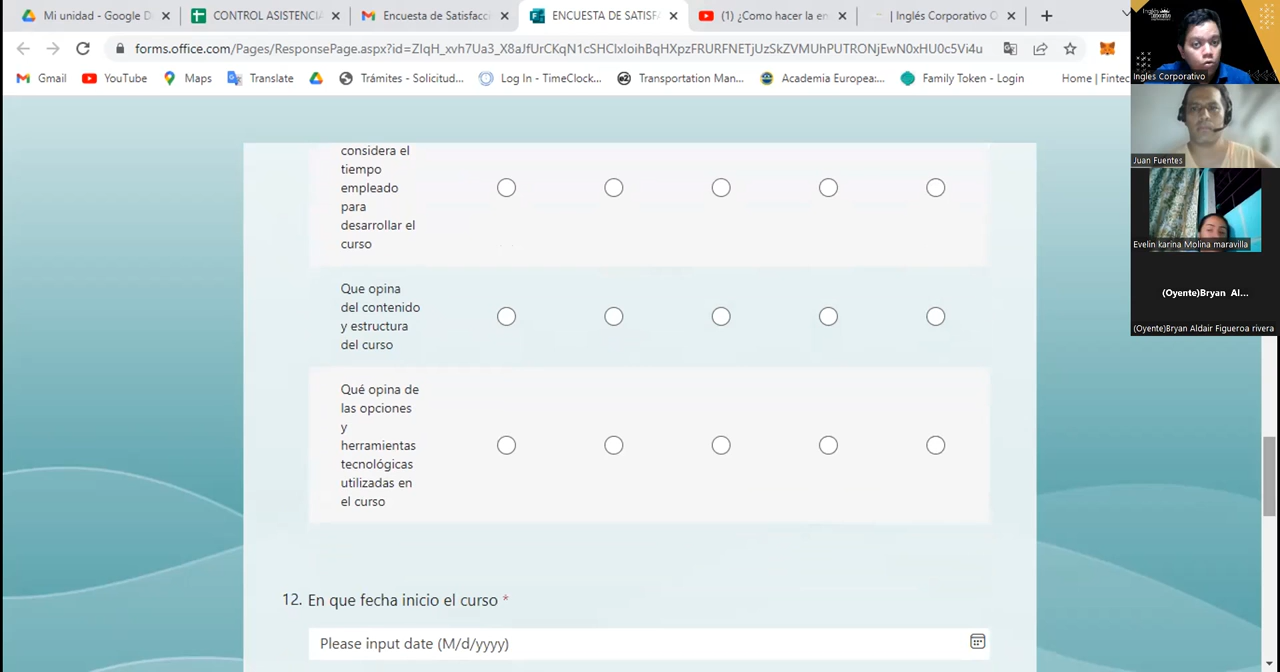 Mi unidad - Google D
CONTROL ASISTENCIA
Encuesta de Satisfacc
ENCUESTA DE SATISF
(1) ¿Como hacer la en
| Inglés Corporativo O
forms.office.com/Pages/ResponsePage.aspx?id=ZIqH_xvh7Ua3_X8aJfUrCKqN1cSHCIxIoihBqHXpzFRURFNETjUzSkZVMUhPUTRONjEwN0xHU0c5Vi4u
Gmail
YouTube
Maps
Translate
Trámites - Solicitud...
Log In - TimeClock...
Transportation Man...
Academia Europea:...
Family Token - Login
Home | Fintec
Ingles Corporativo
Juan Fuentes
Evelin karina Molina maravilla
(Oyente)Bryan Al...
(Oyente)Bryan Aldair Figueroa rivera
considera el
tiempo
empleado
para
desarrollar el
curso
Que opina
del contenido
y estructura
del curso
Qué opina de
las opciones
y
herramientas
tecnológicas
utilizadas en
el curso
12. En que fecha inicio el curso *
Please input date (M/d/yyyy)